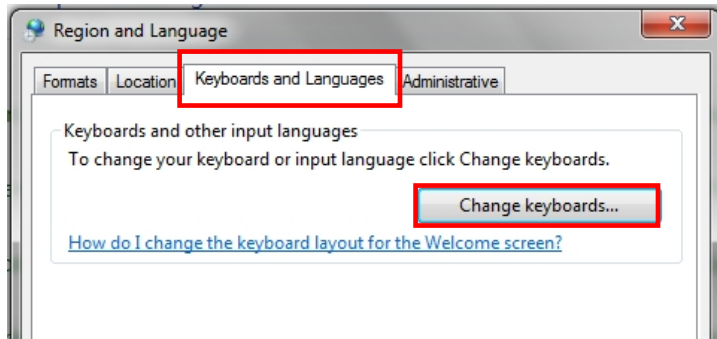 Region and Language
Formats Location Keyboards and Languages Administrative
Keyboards and other input languages
To change your keyboard or input language click Change keyboards.
Change keyboards...
How do I change the keyboard layout for the Welcome screen?